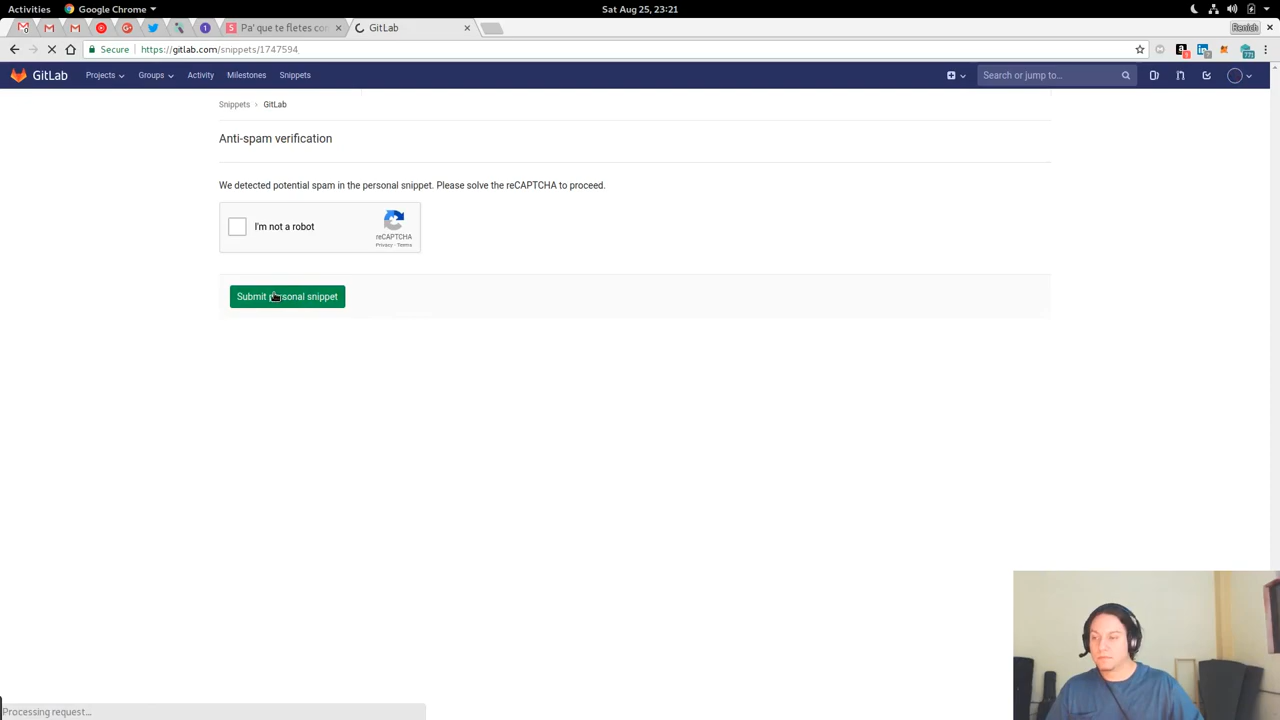 Activities Google Chrome Sat Aug 25, 23:21
Pa' que te fletes con GitLab Renich
Secure https://gitlab.com/snippets/1747594
GitLab Projects Groups Activity Milestones Snippets Search or jump to...
Snippets › GitLab
Anti-spam verification
We detected potential spam in the personal snippet. Please solve the reCAPTCHA to proceed.
I'm not a robot
reCAPTCHA
Privacy - Terms
Submit personal snippet
Processing request...